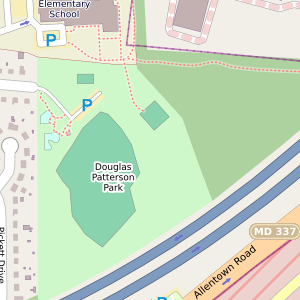 Elementary
School
P
P
Douglas
Patterson
Park
MD 337
Allentown Road
Pickett Drive
P